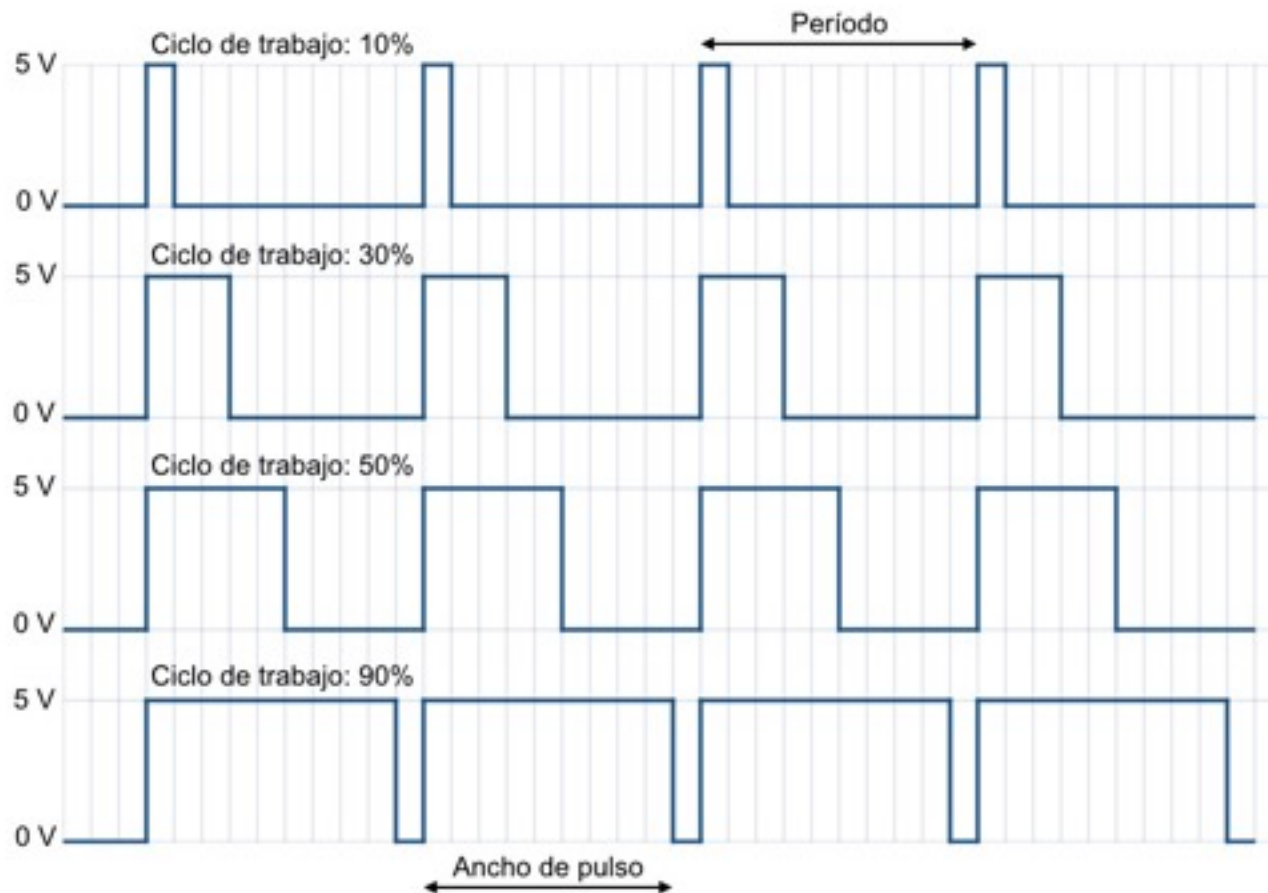 Período
Ciclo de trabajo: 10%
5 V
0 V
Ciclo de trabajo: 30%
5 V
0 V
Ciclo de trabajo: 50%
5 V
0 V
Ciclo de trabajo: 90%
5 V
0 V
Ancho de pulso